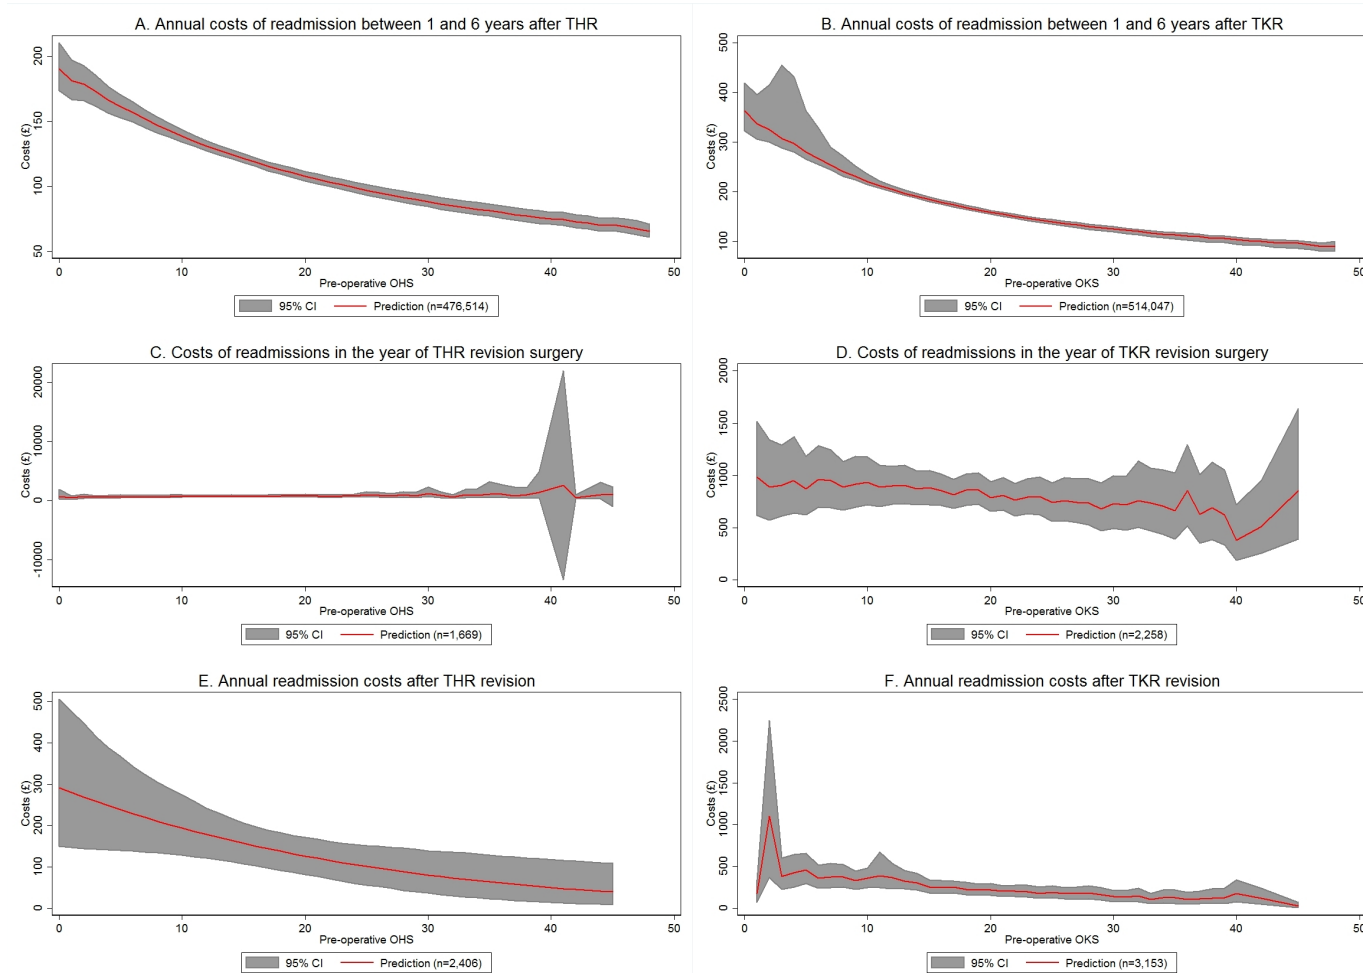 A. Annual costs of readmission between 1 and 6 years after THR
Costs (£)
200
150
100
50
0 10 20 30 40 50
Pre-operative OHS
95% CI Prediction (n=476,514)
B. Annual costs of readmission between 1 and 6 years after TKR
Costs (£)
500
400
300
200
100
0 10 20 30 40 50
Pre-operative OKS
95% CI Prediction (n=514,047)
C. Costs of readmissions in the year of THR revision surgery
Costs (£)
20000
10000
0
-10000
0 10 20 30 40 50
Pre-operative OHS
95% CI Prediction (n=1,669)
D. Costs of readmissions in the year of TKR revision surgery
Costs (£)
2000
1500
1000
500
0
0 10 20 30 40 50
Pre-operative OKS
95% CI Prediction (n=2,258)
E. Annual readmission costs after THR revision
Costs (£)
500
400
300
200
100
0
0 10 20 30 40 50
Pre-operative OHS
95% CI Prediction (n=2,406)
F. Annual readmission costs after TKR revision
Costs (£)
2500
2000
1500
1000
500
0
0 10 20 30 40 50
Pre-operative OKS
95% CI Prediction (n=3,153)